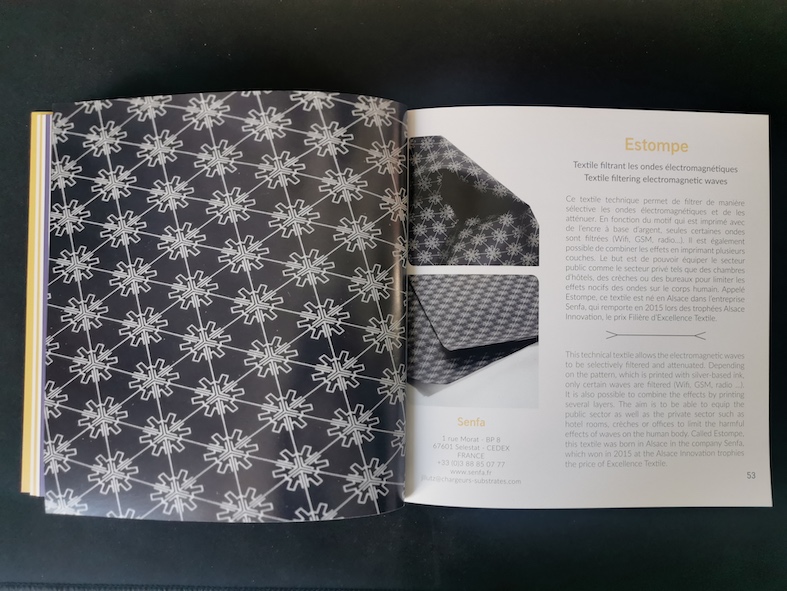 Estompe
Textile filtrant les ondes électromagnétiques
Textile filtering electromagnetic waves
Ce textile technique permet de filtrer de manière
sélective les ondes électromagnétiques et de les
atténuer. En fonction du motif qui est imprimé avec
de l'encre à base d'argent, seules certaines ondes
sont filtrées (Wifi, GSM, radio...). Il est également
possible de combiner les effets en imprimant plusieurs
couches. Le but est de pouvoir équiper le secteur
public comme le secteur privé tels que des chambres
d'hôtels, des crèches ou des bureaux pour limiter les
effets nocifs des ondes sur le corps humain. Appelé
Estompe, ce textile est né en Alsace dans l'entreprise
Senfa, qui remporte en 2015 lors des trophées Alsace
Innovation, le prix Filière d'Excellence Textile.
This technical textile allows the electromagnetic waves
to be selectively filtered and attenuated. Depending
on the pattern, which is printed with silver-based ink,
only certain waves are filtered (Wifi, GSM, radio ...).
It is also possible to combine the effects by printing
several layers. The aim is to be able to equip the
public sector as well as the private sector such as
hotel rooms, crèches or offices to limit the harmful
effects of waves on the human body. Called Estompe,
this textile was born in Alsace in the company Senfa,
which won in 2015 at the Alsace Innovation trophies
the price of Excellence Textile.
Senfa
1 rue Morat - BP 8
67601 Sélestat - CEDEX
FRANCE
+33 (0)3 88 85 07 77
www.senfa.fr
53